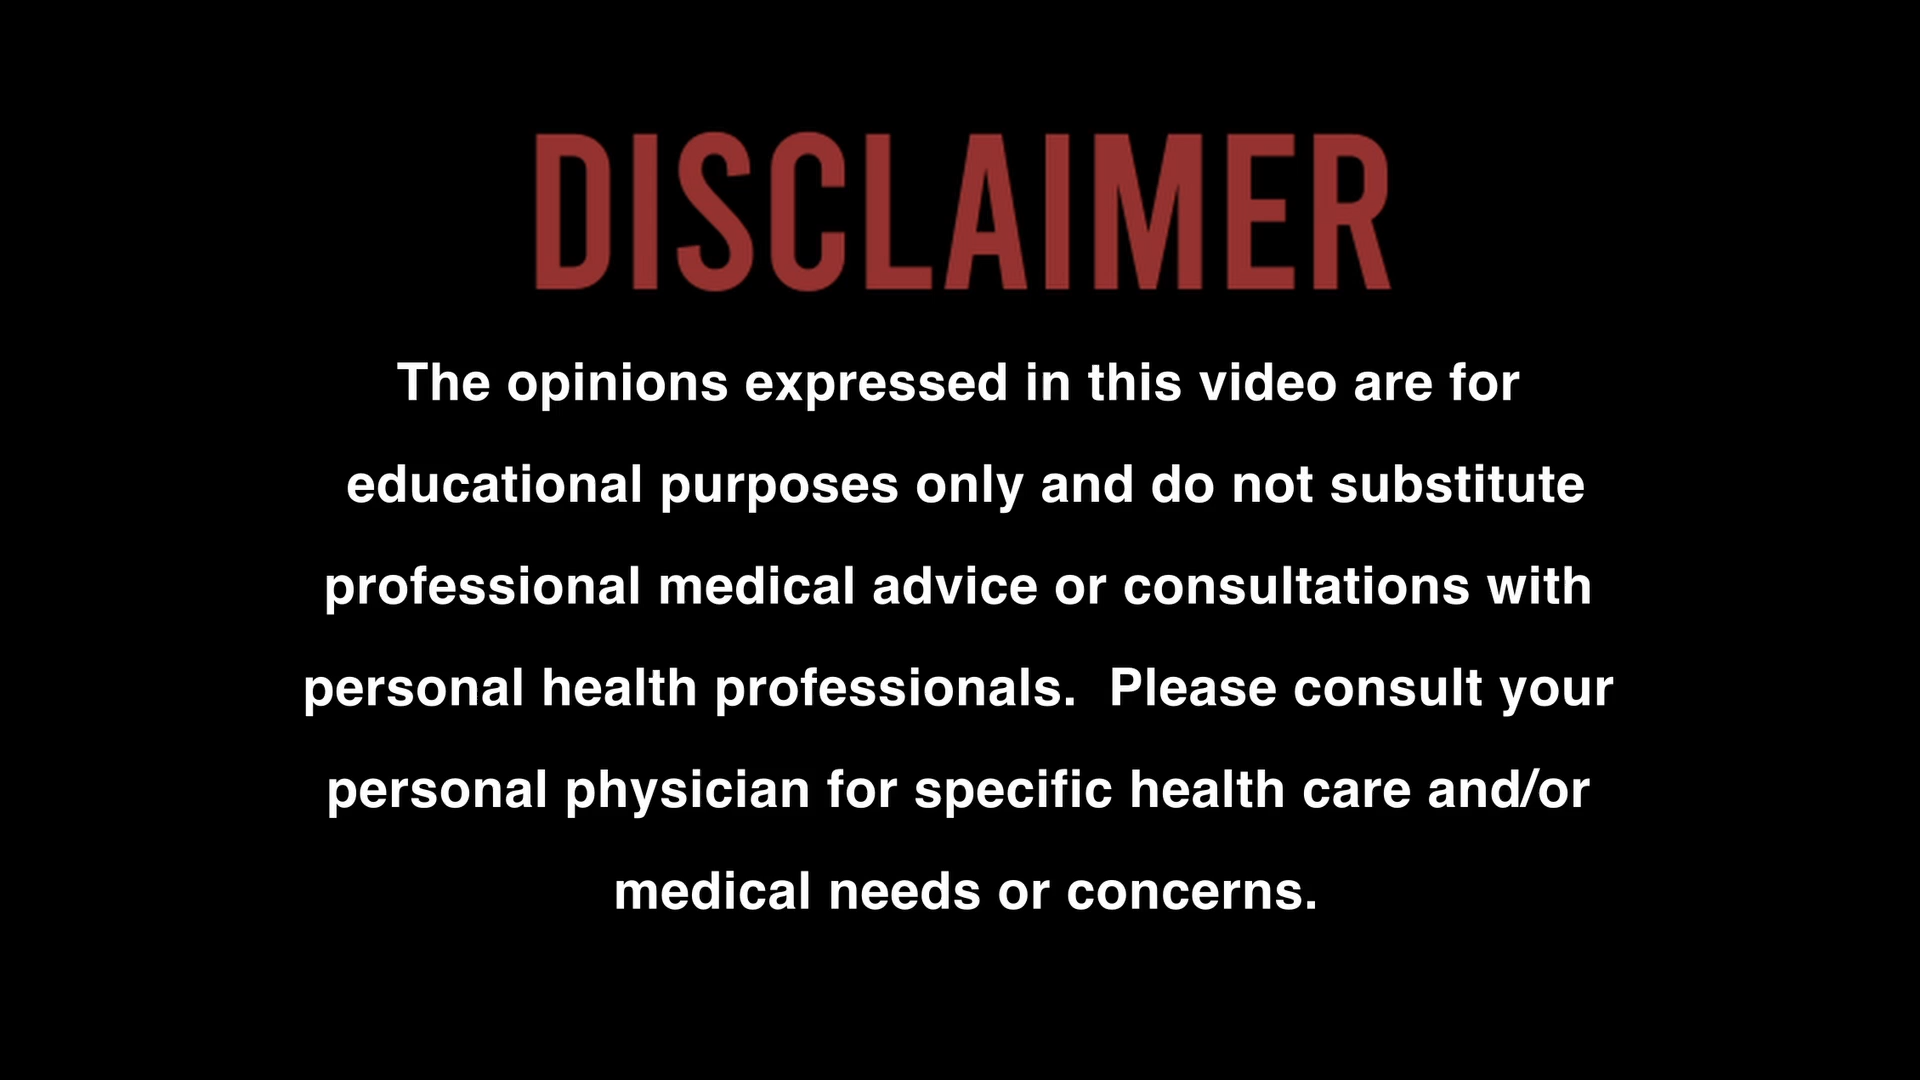 DISCLAIMER
The opinions expressed in this video are for
educational purposes only and do not substitute
professional medical advice or consultations with
personal health professionals.  Please consult your
personal physician for specific health care and/or
medical needs or concerns.